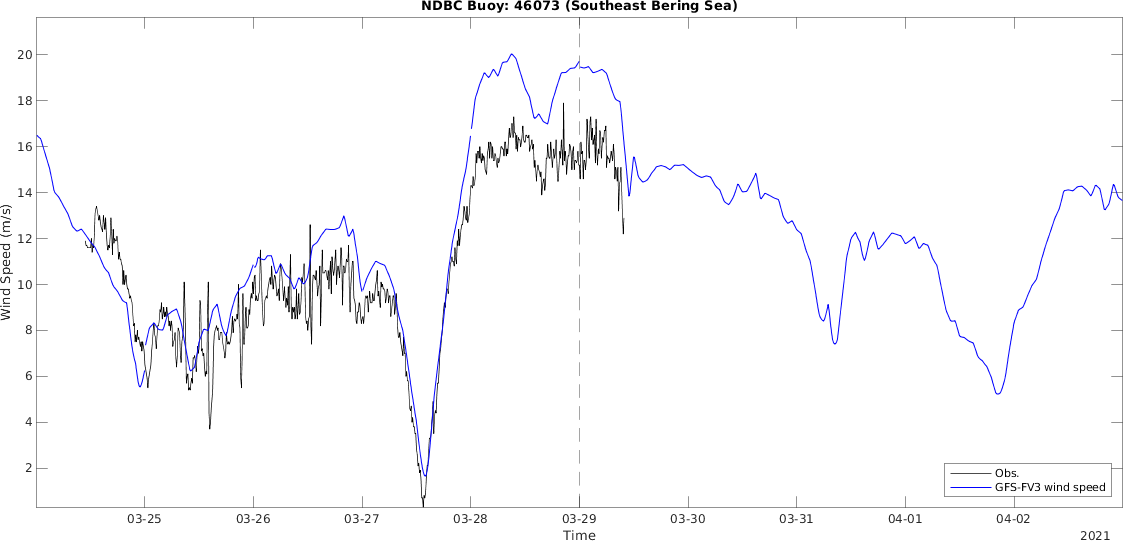 NDBC Buoy: 46073 (Southeast Bering Sea)
Wind Speed (m/s)
20
18
16
14
12
10
8
6
4
2
Obs.
GFS-FV3 wind speed
03-25 03-26 03-27 03-28 03-29 03-30 03-31 04-01 04-02
Time
2021